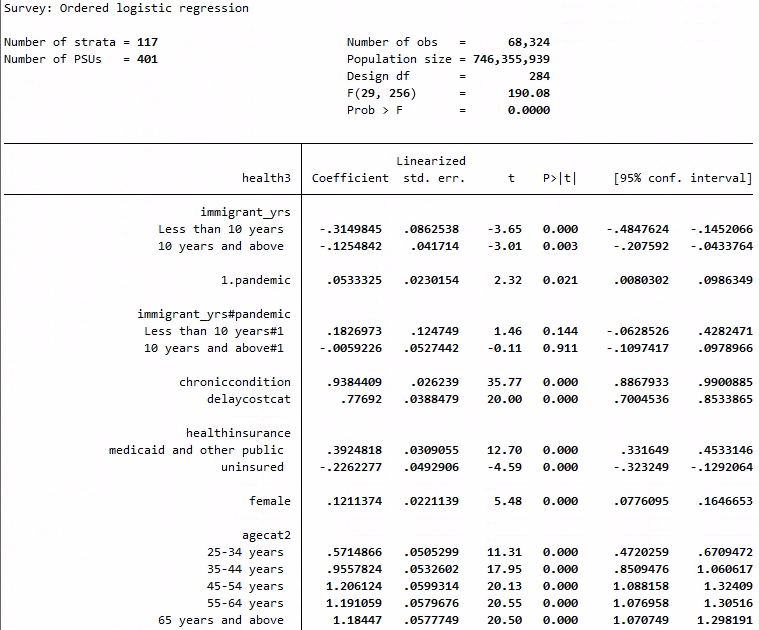 Survey: Ordered logistic regression
Number of strata = 117 Number of obs = 68,324
Number of PSUs = 401 Population size = 746,355,939
Design df = 284
F(29, 256) = 190.08
Prob > F = 0.0000
Linearized
health3 Coefficient std. err. t P>|t| [95% conf. interval]
immigrant_yrs
Less than 10 years -.3149845 .0862538 -3.65 0.000 -.4847624 -.1452066
10 years and above -.1254842 .041714 -3.01 0.003 -.207592 -.0433764
1.pandemic .0533325 .0230154 2.32 0.021 .0080302 .0986349
immigrant_yrs#pandemic
Less than 10 years#1 .1826973 .124749 1.46 0.144 -.0628526 .4282471
10 years and above#1 -.0059226 .0527442 -0.11 0.911 -.1097417 .0978966
chroniccondition .9384409 .026239 35.77 0.000 .8867933 .9900885
delaycostcat .77692 .0388479 20.00 0.000 .7004536 .8533865
healthinsurance
medicaid and other public .3924818 .0309055 12.70 0.000 .331649 .4533146
uninsured -.2262277 .0492906 -4.59 0.000 -.323249 -.1292064
female .1211374 .0221139 5.48 0.000 .0776095 .1646653
agecat2
25-34 years .5714866 .0505299 11.31 0.000 .4720259 .6709472
35-44 years .9557824 .0532602 17.95 0.000 .8509476 1.060617
45-54 years 1.206124 .0599314 20.13 0.000 1.088158 1.32409
55-64 years 1.191059 .0579676 20.55 0.000 1.076958 1.30516
65 years and above 1.18447 .0577749 20.50 0.000 1.070749 1.298191